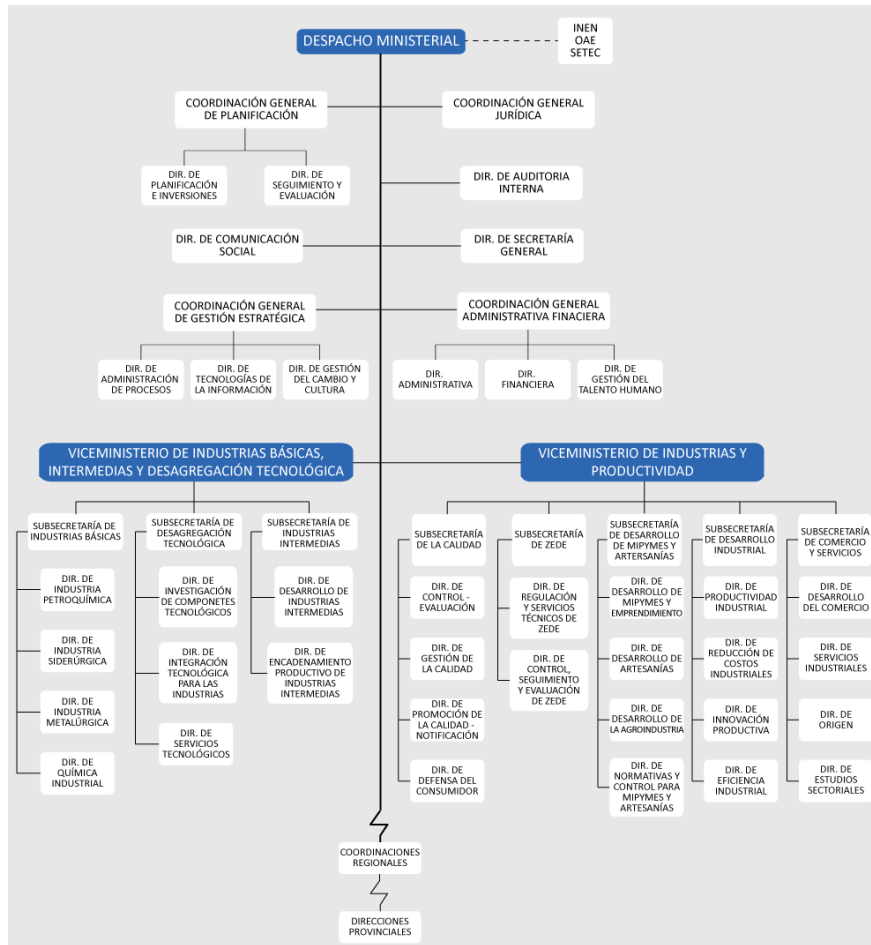 DESPACHO MINISTERIAL
INEN
OAE
SETEC
COORDINACIÓN GENERAL
DE PLANIFICACIÓN
COORDINACIÓN GENERAL
JURÍDICA
DIR. DE
PLANIFICACIÓN
E INVERSIONES
DIR. DE
SEGUIMIENTO Y
EVALUACIÓN
DIR. DE AUDITORIA
INTERNA
DIR. DE COMUNICACIÓN
SOCIAL
DIR. DE SECRETARÍA
GENERAL
COORDINACIÓN GENERAL
DE GESTIÓN ESTRATÉGICA
COORDINACIÓN GENERAL
ADMINISTRATIVA FINACIERA
DIR. DE
ADMINISTRACIÓN
DE PROCESOS
DIR. DE
TECNOLOGÍAS DE
LA INFORMACIÓN
DIR. DE GESTIÓN
DEL CAMBIO Y
CULTURA
DIR.
ADMINISTRATIVA
DIR.
FINANCIERA
DIR. DE
GESTIÓN DEL
TALENTO HUMANO
VICEMINISTERIO DE INDUSTRIAS BÁSICAS,
INTERMEDIAS Y DESAGREGACIÓN TECNOLÓGICA
VICEMINISTERIO DE INDUSTRIAS Y
PRODUCTIVIDAD
SUBSECRETARÍA DE
INDUSTRIAS BÁSICAS
DIR. DE
INDUSTRIA
PETROQUÍMICA
DIR. DE
INDUSTRIA
SIDERÚRGICA
DIR. DE
INDUSTRIA
METALÚRGICA
DIR. DE
QUÍMICA
INDUSTRIAL
SUBSECRETARÍA DE
DESAGREGACIÓN
TECNOLÓGICA
DIR. DE
INVESTIGACIÓN
DE COMPONETES
TECNOLÓGICOS
DIR. DE
INTEGRACIÓN
TECNOLÓGICA
PARA LAS
INDUSTRIAS
DIR. DE
SERVICIOS
TECNOLÓGICOS
SUBSECRETARÍA DE
INDUSTRIAS
INTERMEDIAS
DIR. DE
DESARROLLO DE
INDUSTRIAS
INTERMEDIAS
DIR. DE
ENCADENAMIENTO
PRODUCTIVO DE
INDUSTRIAS
INTERMEDIAS
SUBSECRETARÍA
DE LA CALIDAD
DIR. DE
CONTROL -
EVALUACIÓN
DIR. DE
GESTIÓN DE
LA CALIDAD
DIR. DE
PROMOCIÓN DE
LA CALIDAD -
NOTIFICACIÓN
DIR. DE
DEFENSA DEL
CONSUMIDOR
SUBSECRETARÍA
DE ZEDE
DIR. DE
REGULACIÓN
Y SERVICIOS
TÉCNICOS DE
ZEDE
DIR. DE
CONTROL,
SEGUIMIENTO
Y EVALUACIÓN
DE ZEDE
SUBSECRETARÍA
DE DESARROLLO
DE MIPYMES Y
ARTERSANÍAS
DIR. DE
DESARROLLO DE
MIPYMES Y
EMPRENDIMIENTO
DIR. DE
DESARROLLO DE
ARTESANÍAS
DIR. DE
DESARROLLO DE
LA AGROINDUSTRIA
DIR. DE
NORMATIVAS Y
CONTROL PARA
MIPYMES Y
ARTESANÍAS
SUBSECRETARÍA
DE DESARROLLO
INDUSTRIAL
DIR. DE
PRODUCTIVIDAD
INDUSTRIAL
DIR. DE
REDUCCIÓN DE
COSTOS
INDUSTRIALES
DIR. DE
INNOVACIÓN
PRODUCTIVA
DIR. DE
EFICIENCIA
INDUSTRIAL
SUBSECRETARÍA
DE COMERCIO
Y SERVICIOS
DIR. DE
DESARROLLO
DEL COMERCIO
DIR. DE
SERVICIOS
INDUSTRIALES
DIR. DE
ORIGEN
DIR. DE
ESTUDIOS
SECTORIALES
COORDINACIONES
REGIONALES
DIRECCIONES
PROVINCIALES